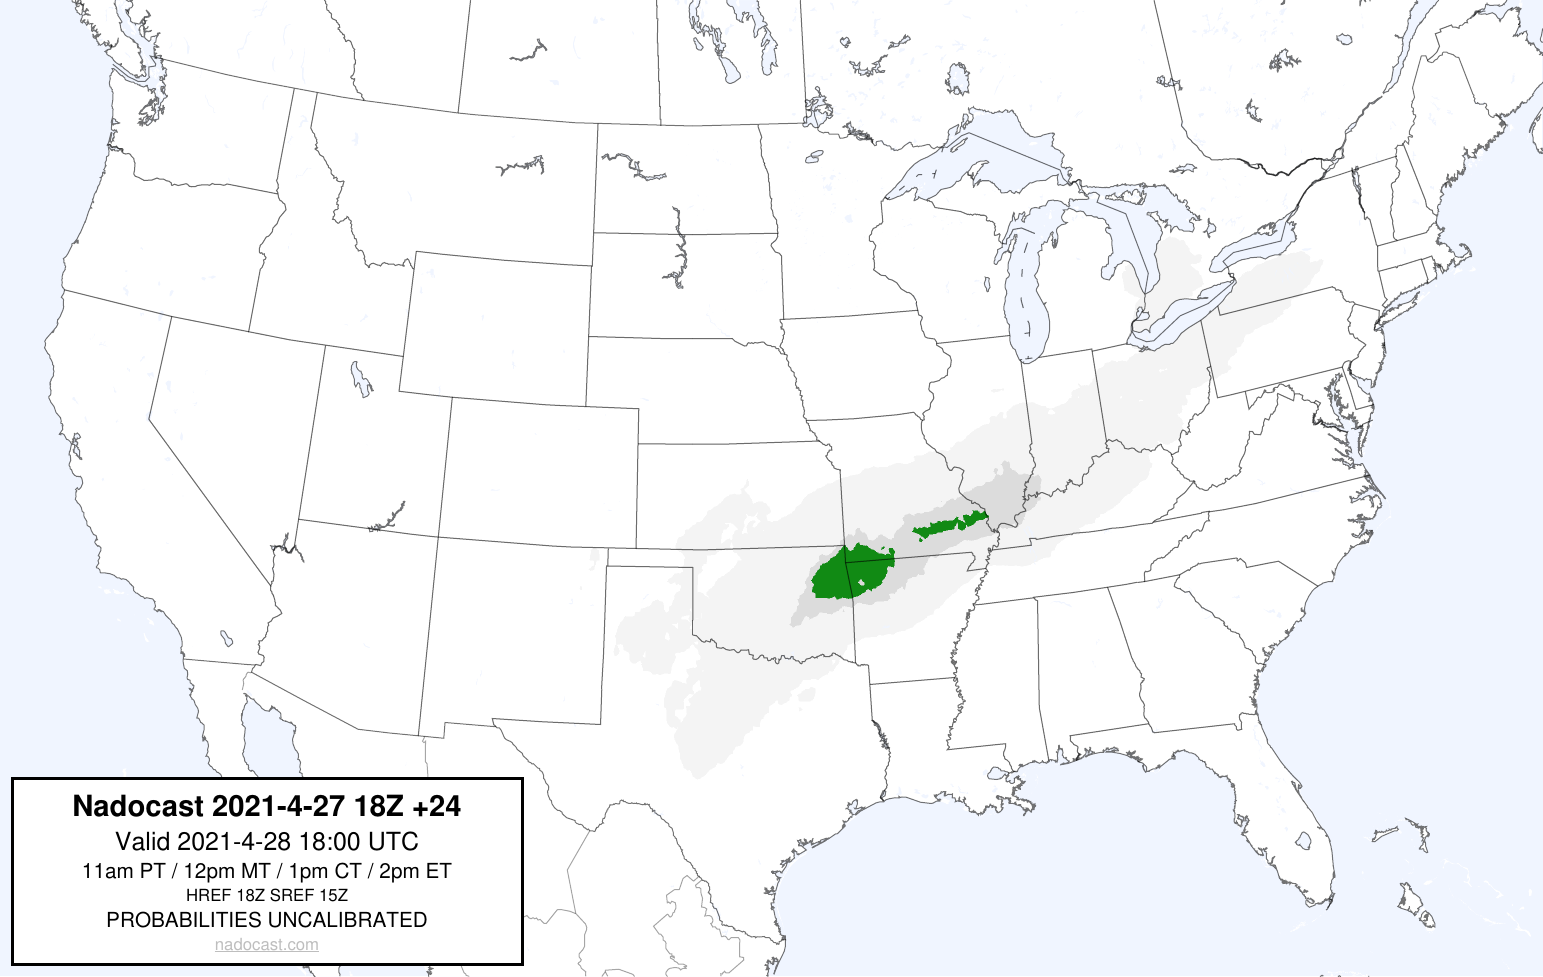 Nadocast 2021-4-27 18Z +24
Valid 2021-4-28 18:00 UTC
11am PT / 12pm MT / 1pm CT / 2pm ET
HREF 18Z SREF 15Z
PROBABILITIES UNCALIBRATED
nadocast.com